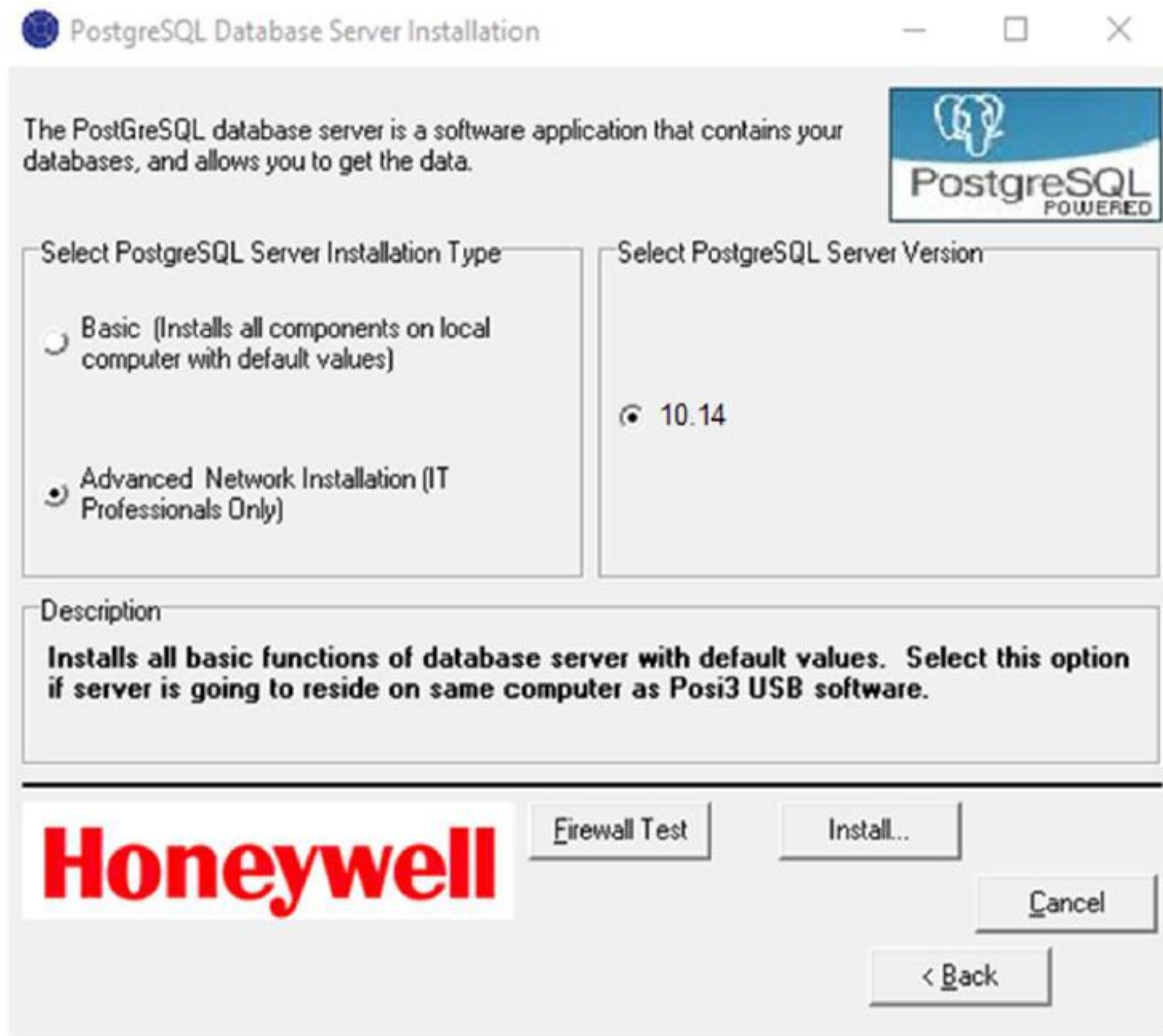 PostgreSQL Database Server Installation
The PostGreSQL database server is a software application that contains your
databases, and allows you to get the data.
PostgreSQL
POWERED
Select PostgreSQL Server Installation Type
Basic (Installs all components on local
computer with default values)
Advanced Network Installation (IT
Professionals Only)
Select PostgreSQL Server Version
10.14
Description
Installs all basic functions of database server with default values. Select this option
if server is going to reside on same computer as Posi3 USB software.
Honeywell
Firewall Test
Install...
Cancel
< Back